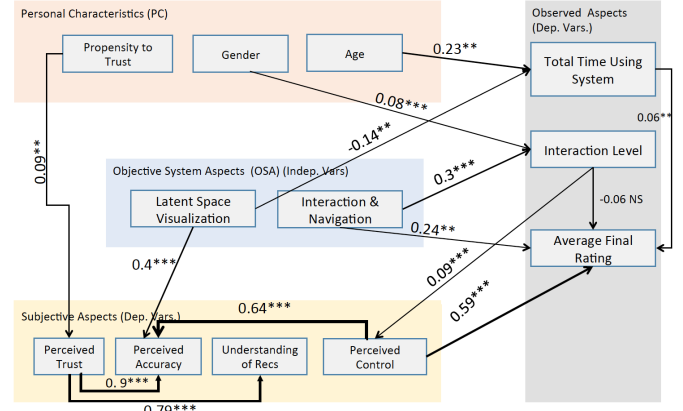 Personal Characteristics (PC)
Observed Aspects
(Dep. Vars.)
Propensity to
Trust
Gender
Age
0.23**
Total Time Using
System
0.08***
-0.14**
0.06**
0.09**
Interaction Level
Objective System Aspects (OSA) (Indep. Vars)
0.3***
Latent Space
Visualization
Interaction &
Navigation
-0.06 NS
0.24**
Average Final
Rating
0.4***
0.09***
0.59***
0.64***
Subjective Aspects (Dep. Vars.)
Perceived
Trust
Perceived
Accuracy
Understanding
of Recs
Perceived
Control
0. 9***
0.79***